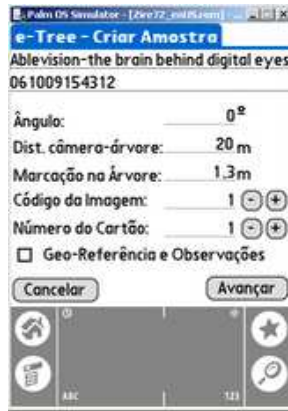 Palm OS Simulator - [Zire72_enUS.rom]
e-Tree - Criar Amostra
Ablevision-the brain behind digital eyes
061009154312
Ângulo: 0º
Dist. câmera-árvore: 20 m
Marcação na Árvore: 1.3m
Código da Imagem: 1 - +
Número do Cartão: 1 - +
Geo-Referência e Observações
Cancelar Avançar
ABC 123